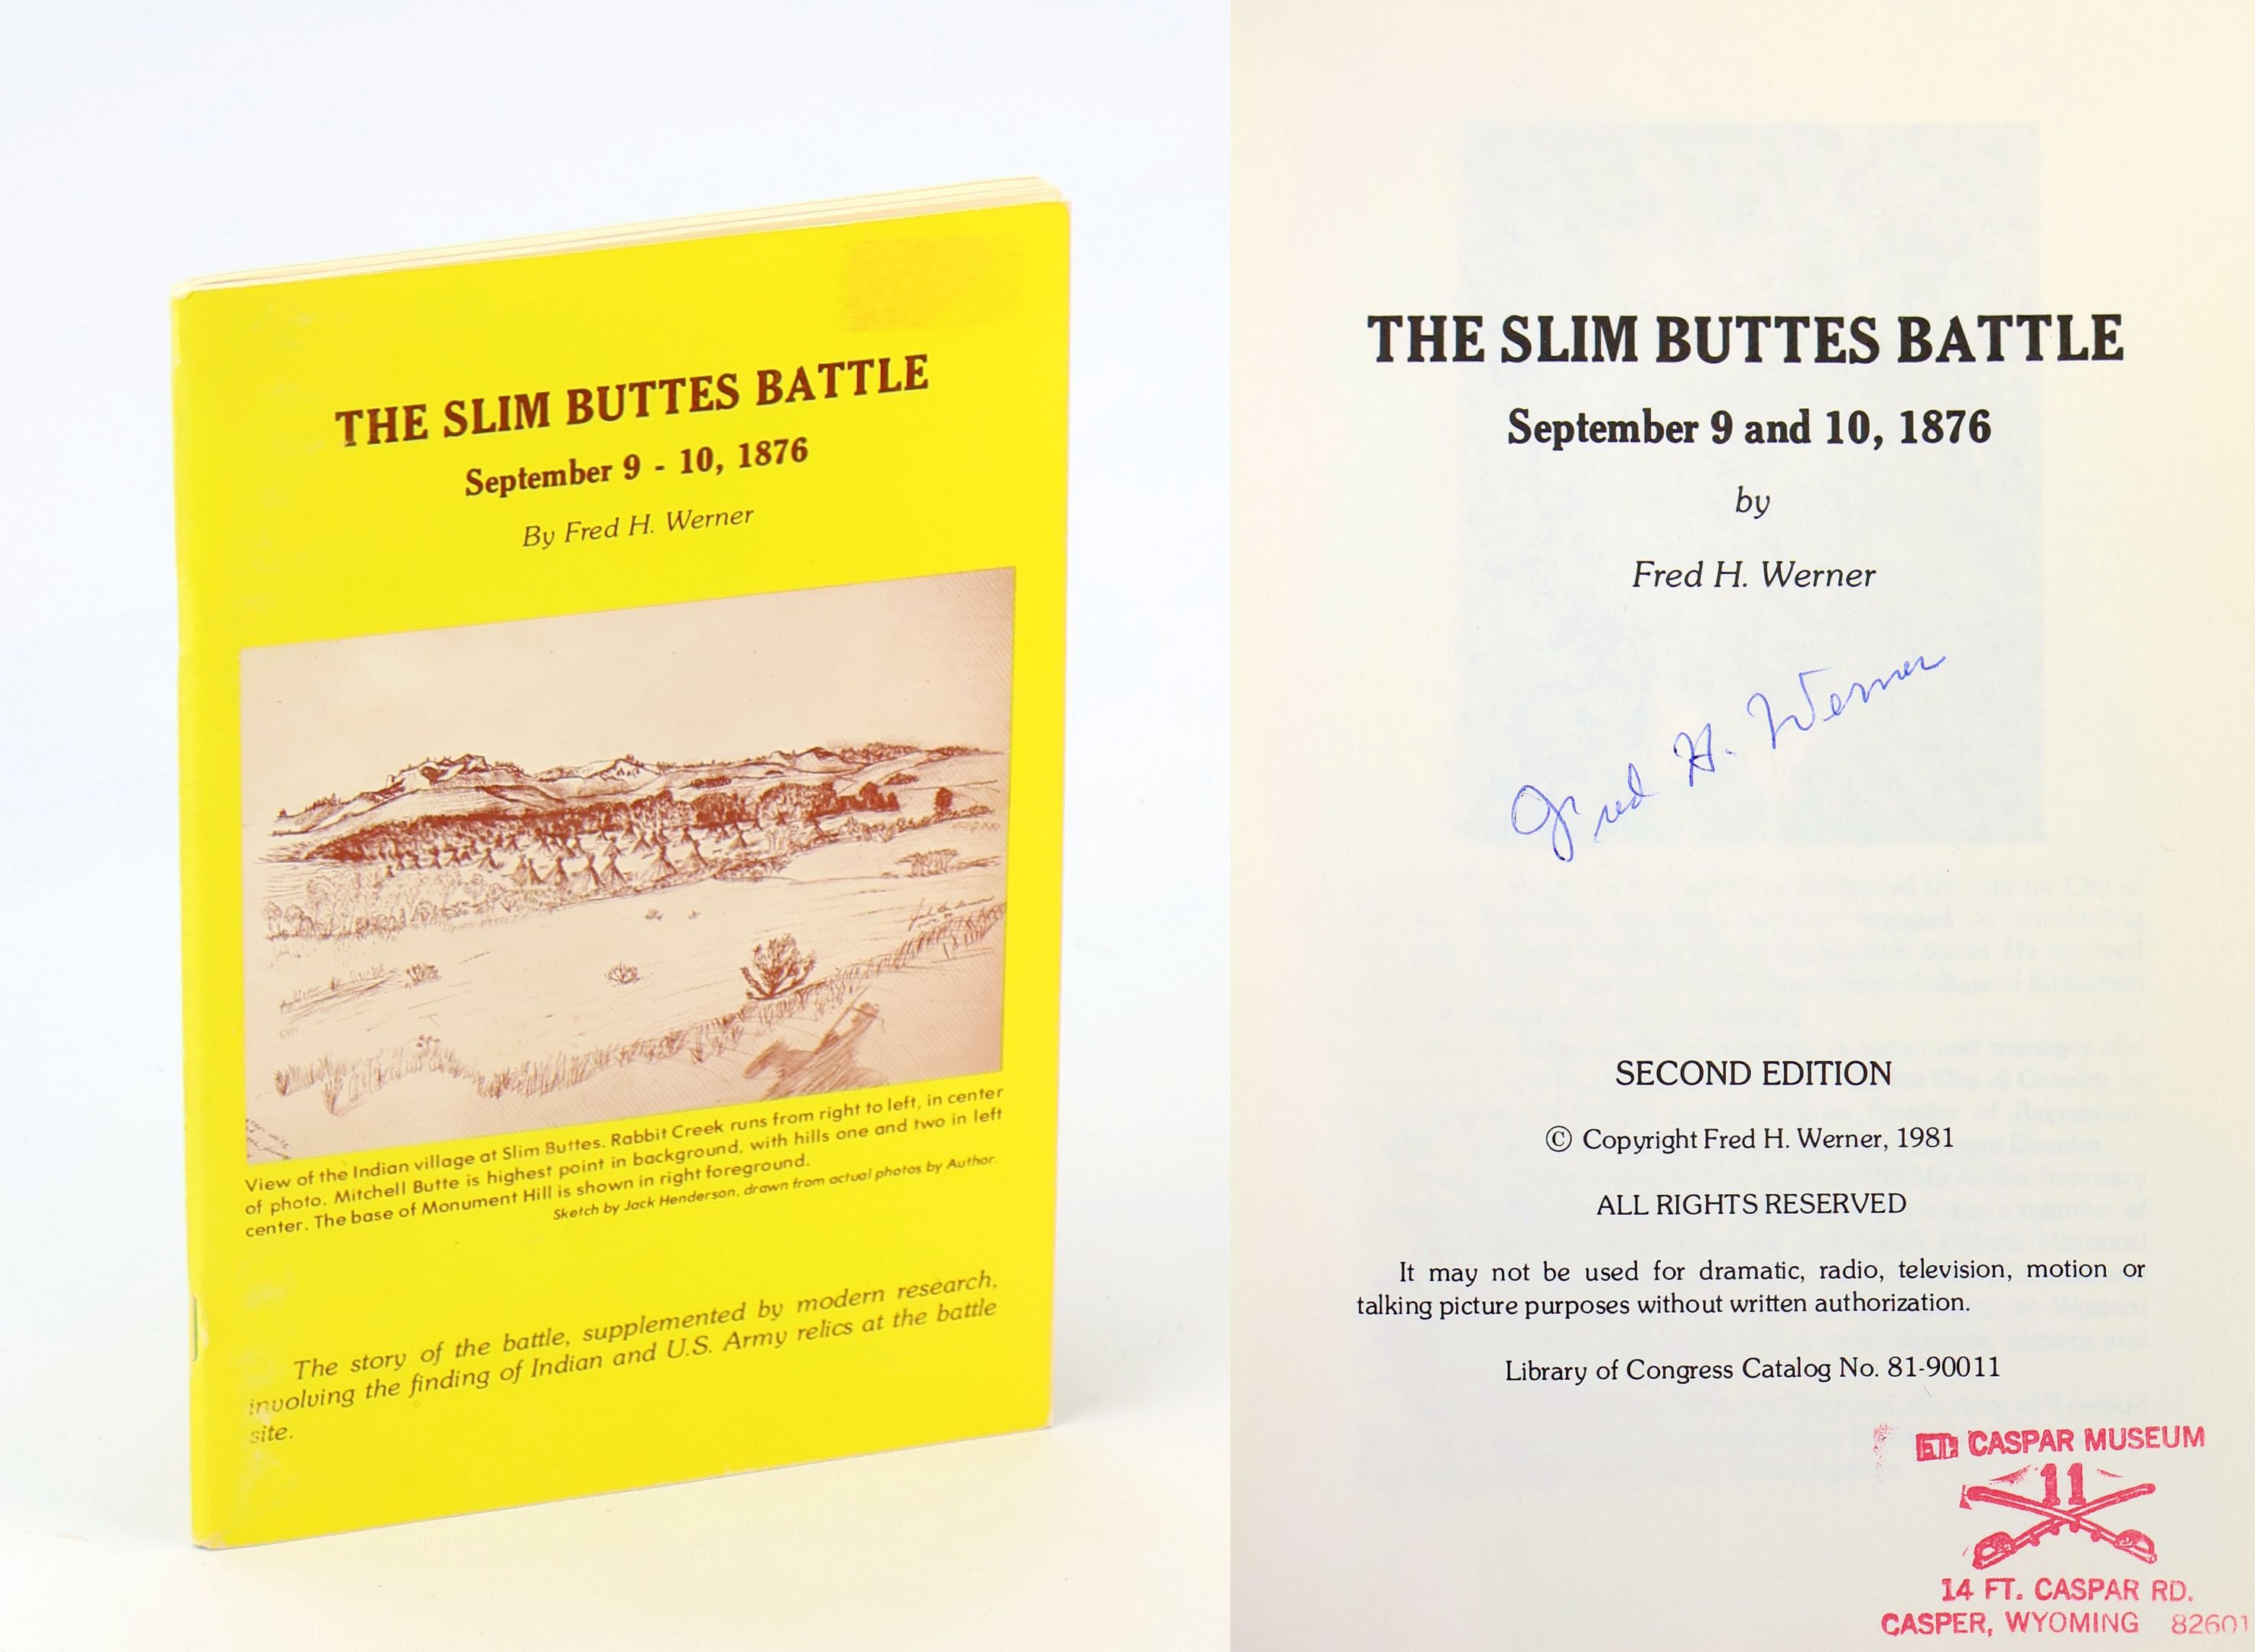 THE SLIM BUTTES BATTLE
September 9 - 10, 1876
By Fred H. Werner
View of the Indian village at Slim Buttes. Rabbit Creek runs from right to left, in center
of photo. Mitchell Butte is highest point in background, with hills one and two in left
center. The base of Monument Hill is shown in right foreground.
Sketch by Jack Henderson, drawn from actual photos by Author.
The story of the battle, supplemented by modern research,
involving the finding of Indian and U.S. Army relics at the battle
site.
THE SLIM BUTTES BATTLE
September 9 and 10, 1876
by
Fred H. Werner
Fred H. Werner
SECOND EDITION
© Copyright Fred H. Werner, 1981
ALL RIGHTS RESERVED
It may not be used for dramatic, radio, television, motion or
talking picture purposes without written authorization.
Library of Congress Catalog No. 81-90011
FT. CASPAR MUSEUM
11
14 FT. CASPAR RD.
CASPER, WYOMING 82601